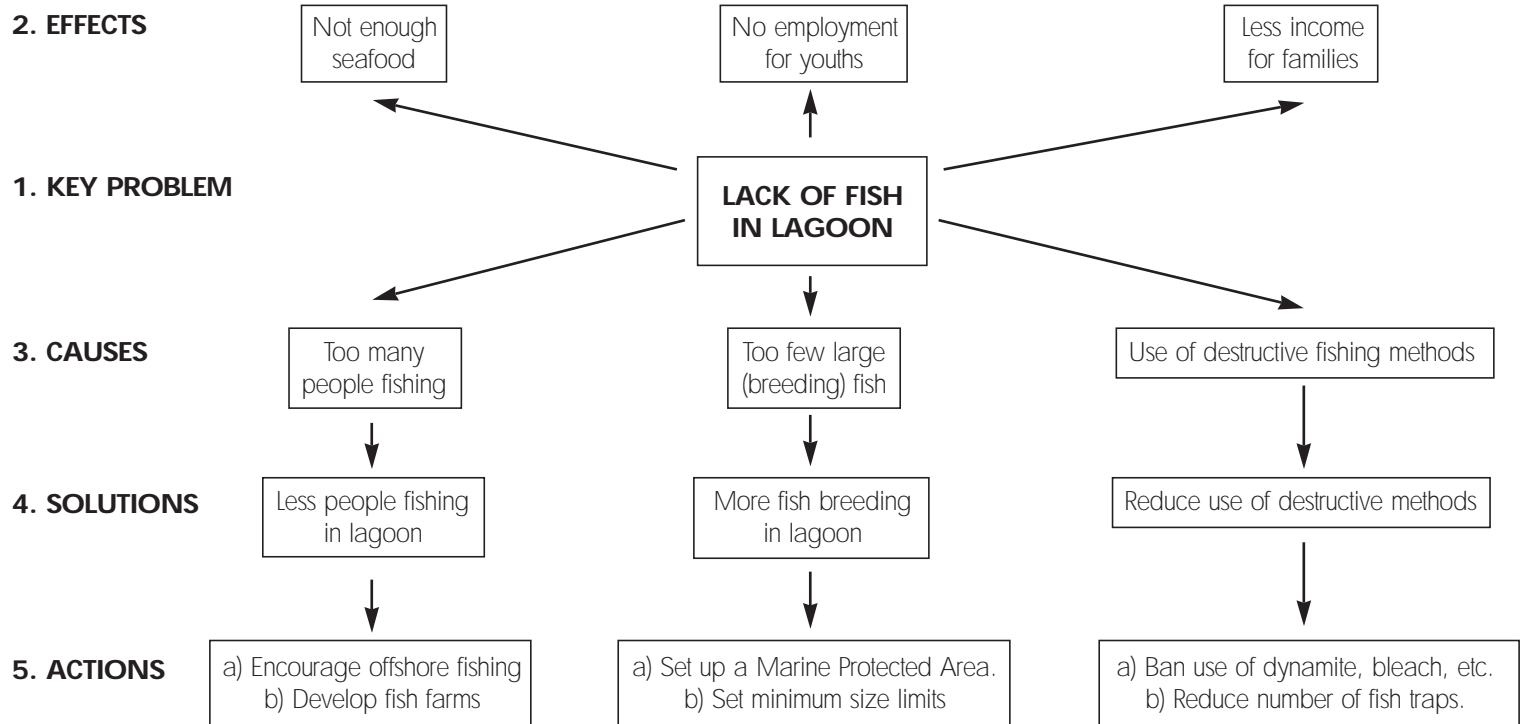 2. EFFECTS
Not enough
seafood
No employment
for youths
Less income
for families
1. KEY PROBLEM
LACK OF FISH
IN LAGOON
3. CAUSES
Too many
people fishing
Too few large
(breeding) fish
Use of destructive fishing methods
4. SOLUTIONS
Less people fishing
in lagoon
More fish breeding
in lagoon
Reduce use of destructive methods
5. ACTIONS
a) Encourage offshore fishing
b) Develop fish farms
a) Set up a Marine Protected Area.
b) Set minimum size limits
a) Ban use of dynamite, bleach, etc.
b) Reduce number of fish traps.